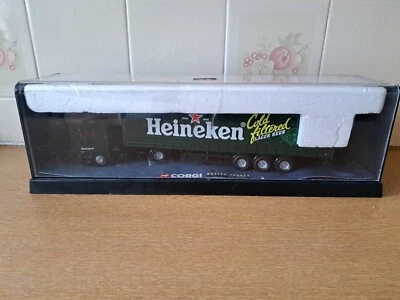 Heineken
Cold
filtered
LAGER BEER
CORGI